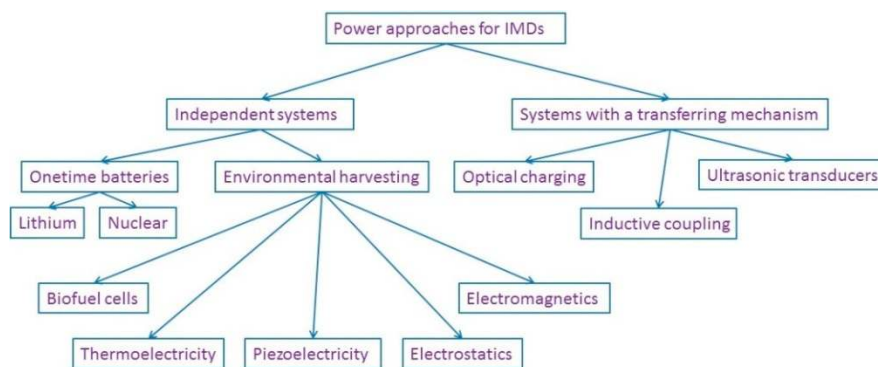 Power approaches for IMDs
Independent systems
Systems with a transferring mechanism
Onetime batteries
Environmental harvesting
Optical charging
Ultrasonic transducers
Lithium
Nuclear
Inductive coupling
Biofuel cells
Electromagnetics
Thermoelectricity
Piezoelectricity
Electrostatics